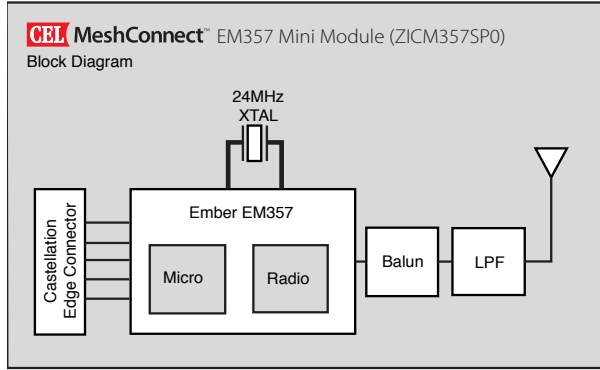 CEL MeshConnect™ EM357 Mini Module (ZICM357SP0)
Block Diagram
24MHz
XTAL
Castellation
Edge Connector
Ember EM357
Micro
Radio
Balun
LPF